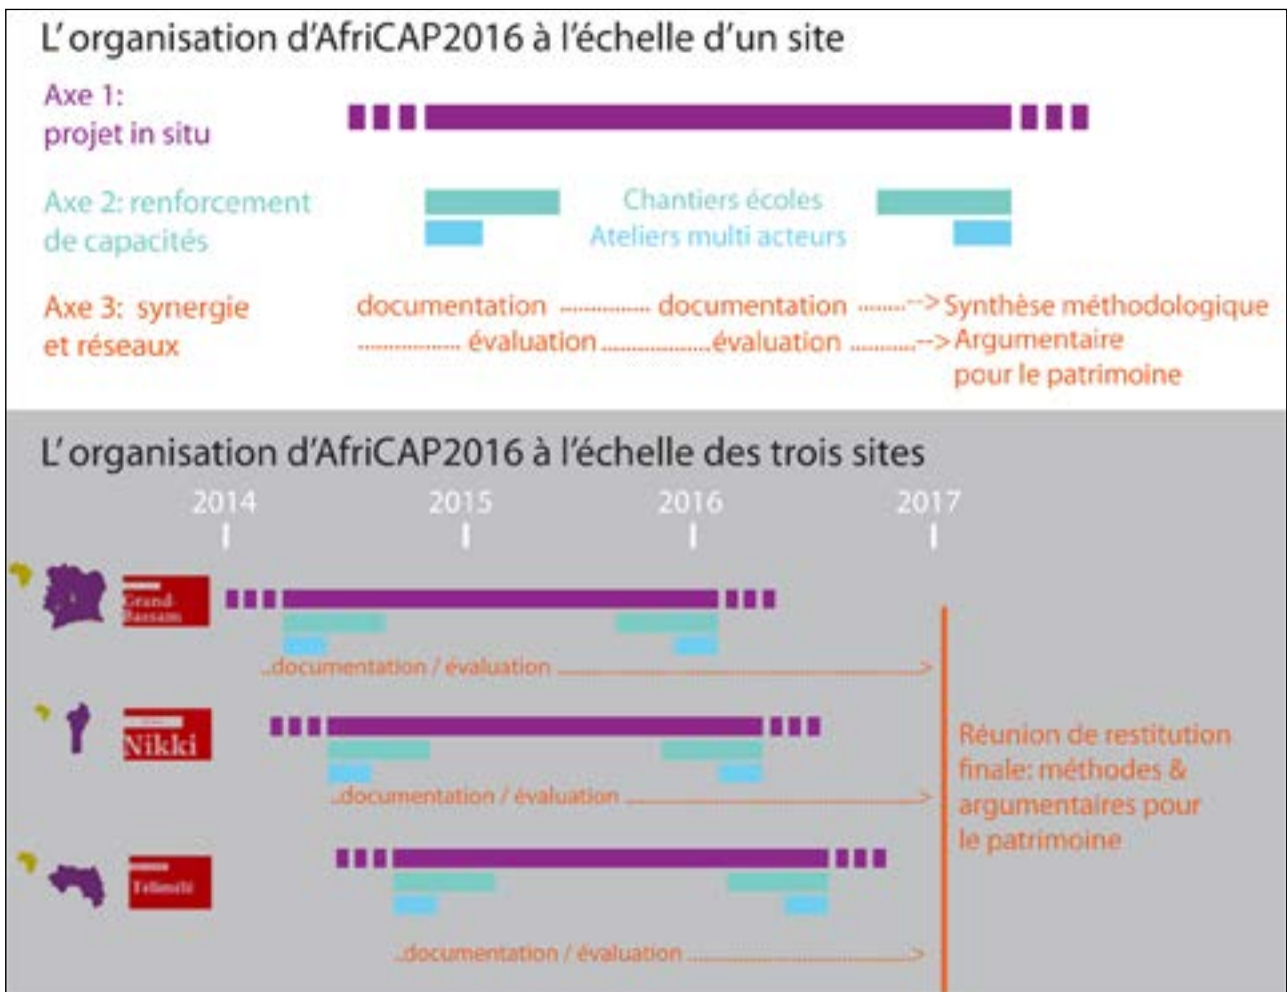 L'organisation d'AfriCAP2016 à l'échelle d'un site
Axe 1:
projet in situ
Axe 2: renforcement
de capacités
Chantiers écoles
Ateliers multi acteurs
Axe 3: synergie
et réseaux
documentation ............... documentation ........--> Synthèse méthodologique
................. évaluation ..................évaluation ...........--> Argumentaire
pour le patrimoine
L'organisation d'AfriCAP2016 à l'échelle des trois sites
2014 2015 2016 2017
Grand-
Bassam
..documentation / évaluation ...............>
Nikki
..documentation / évaluation ...............>
Télimélé
..documentation / évaluation ...............>
Réunion de restitution
finale: méthodes &
argumentaires pour
le patrimoine